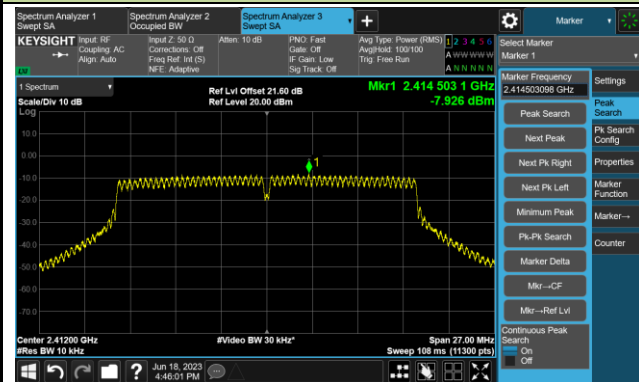 Spectrum Analyzer 1
Swept SA
Spectrum Analyzer 2
Occupied BW
Spectrum Analyzer 3
Swept SA
+
Marker
KEYSIGHT
LVI
Input: RF
Coupling: AC
Align: Auto
Input Z: 50 Ω
Corrections: Off
Freq Ref: Int (S)
NFE: Adaptive
Atten: 10 dB
PNO: Fast
Gate: Off
IF Gain: Low
Sig Track: Off
Avg Type: Power (RMS)
Avg|Hold: 100/100
Trig: Free Run
1 2 3 4 5 6
A W W W W W
A N N N N N
Select Marker
Marker 1
1 Spectrum
Scale/Div 10 dB
Log
Ref Lvl Offset 21.60 dB
Ref Level 20.00 dBm
Mkr1 2.414 503 1 GHz
-7.926 dBm
10.0
0.00
-10.0
-20.0
-30.0
-40.0
-50.0
-60.0
-70.0
1
Center 2.41200 GHz
#Res BW 10 kHz
#Video BW 30 kHz*
Span 27.00 MHz
Sweep 108 ms (11300 pts)
Marker Frequency
2.414503098 GHz
Peak Search
Next Peak
Next Pk Right
Next Pk Left
Minimum Peak
Pk-Pk Search
Marker Delta
Mkr→CF
Mkr→Ref Lvl
Continuous Peak
Search
On
Off
Settings
Peak
Search
Pk Search
Config
Properties
Marker
Function
Marker→
Counter
?
Jun 18, 2023
4:46:01 PM